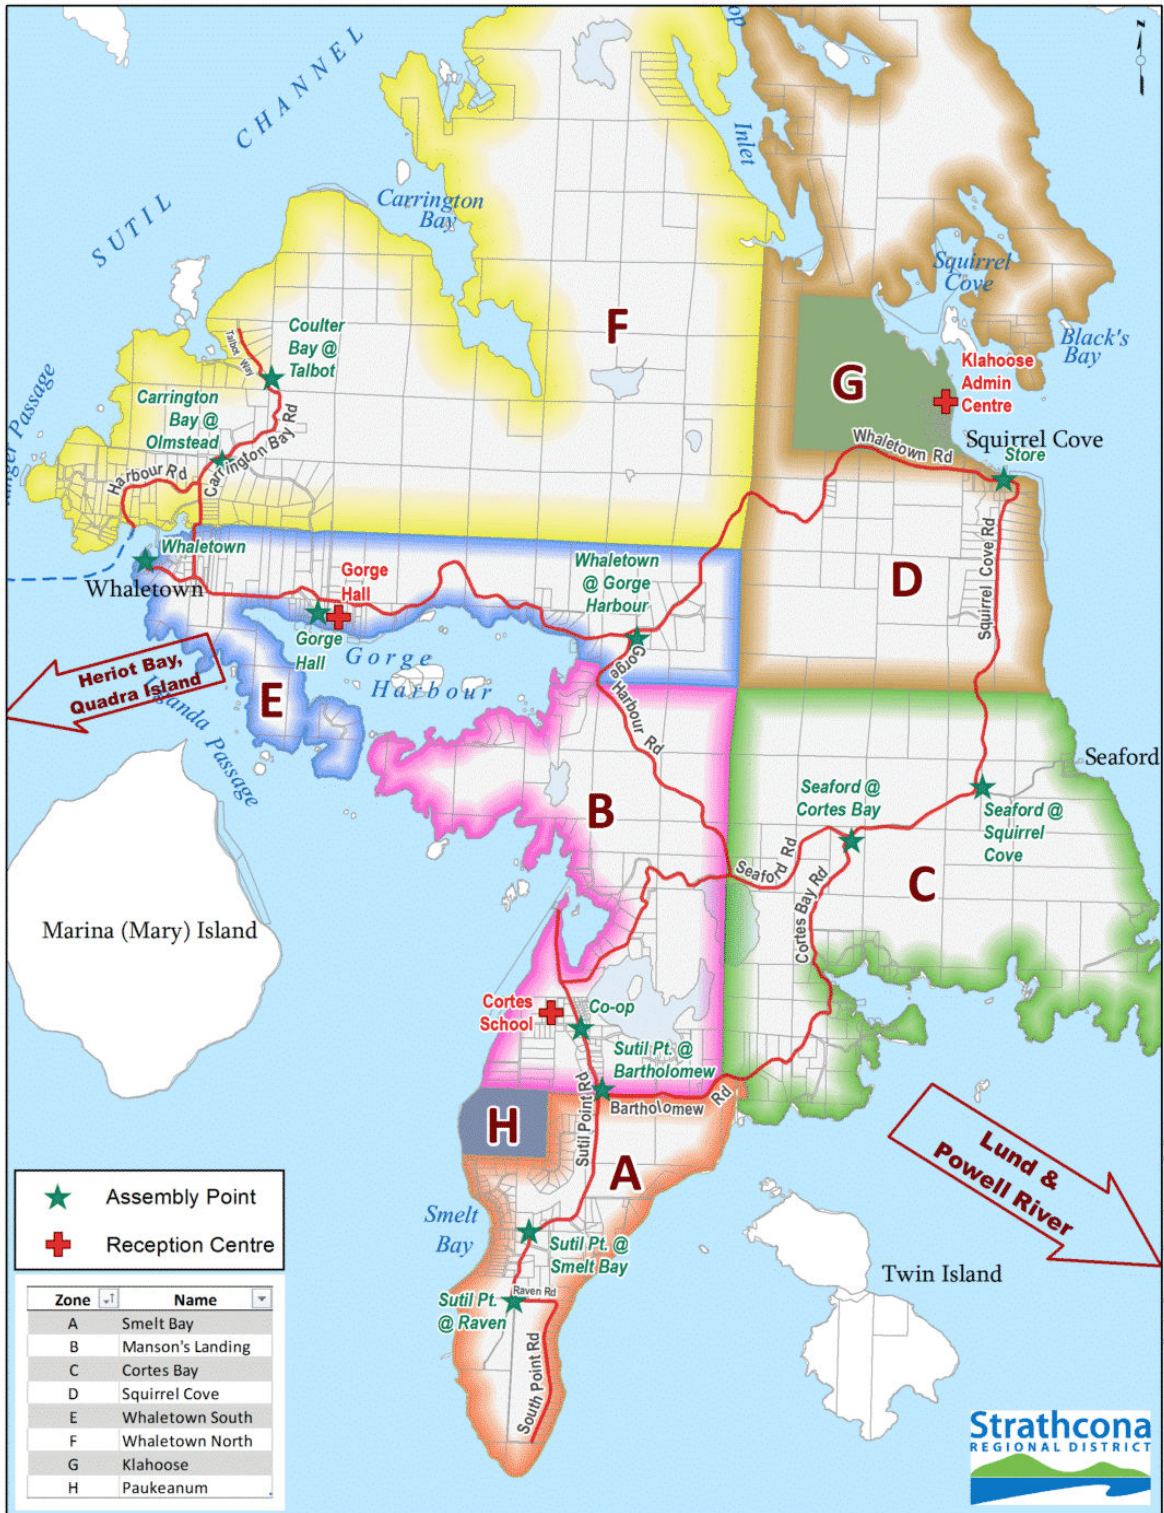 CHANNEL
SUTIL
Carrington
Bay
op
Inlet
N
Squirrel
Cove
Black's
Bay
F
G
Klahoose
Admin
Centre
Squirrel Cove
Store
Whaletown Rd
Coulter
Bay @
Talbot
Talbot Way
Carrington
Bay @
Olmstead
Carrington Bay Rd
Harbour Rd
Passage
Whaletown
Whaletown
Gorge
Hall
Gorge
Hall
Gorge
Harbour
Whaletown
@ Gorge
Harbour
Gorge Harbour Rd
D
Squirrel Cove Rd
Heriot Bay,
Quadra Island
E
Passage
B
Seaford
Seaford @
Cortes Bay
Seaford @
Squirrel
Cove
Seaford Rd
Cortes Bay Rd
C
Marina (Mary) Island
Cortes
School
Co-op
Sutil Pt. @
Bartholomew
Bartholomew Rd
Sutil Point Rd
H
A
Lund &
Powell River
Smelt
Bay
Sutil Pt. @
Smelt Bay
Raven Rd
Sutil Pt.
@ Raven
South Point Rd
Twin Island
Assembly Point
Reception Centre
Zone Name
A Smelt Bay
B Manson's Landing
C Cortes Bay
D Squirrel Cove
E Whaletown South
F Whaletown North
G Klahoose
H Paukeanum
Strathcona
REGIONAL DISTRICT